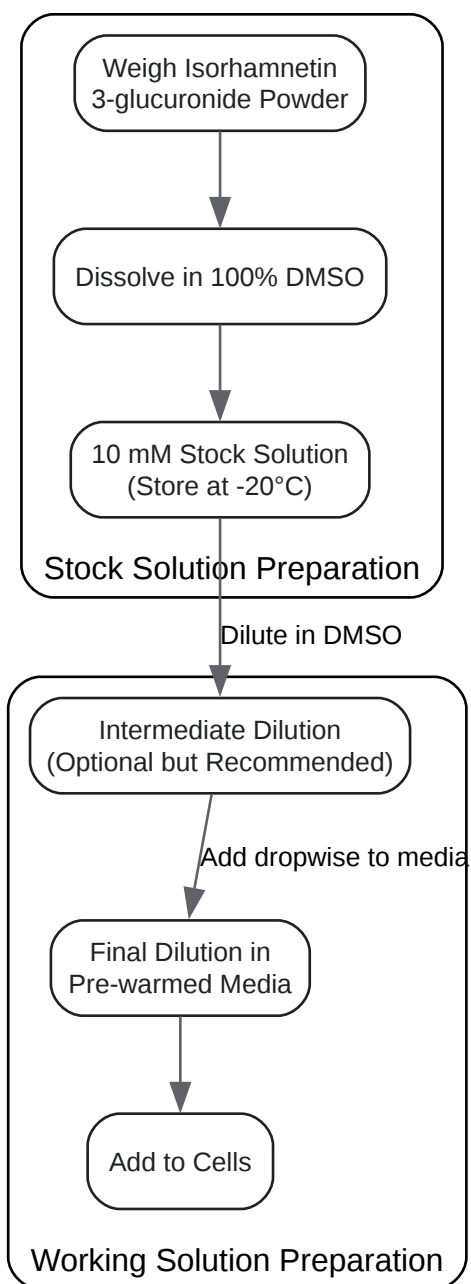 Weigh Isorhamnetin
3-glucuronide Powder
Dissolve in 100% DMSO
10 mM Stock Solution
(Store at -20°C)
Stock Solution Preparation
Dilute in DMSO
Intermediate Dilution
(Optional but Recommended)
Add dropwise to media
Final Dilution in
Pre-warmed Media
Add to Cells
Working Solution Preparation